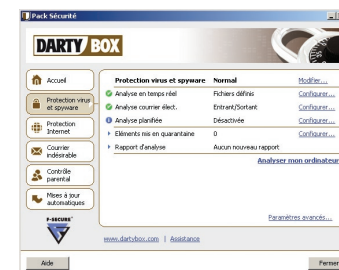 Pack Sécurité
DARTY BOX
Accueil
Protection virus et spyware
Protection Internet
Courrier indésirable
Contrôle parental
Mises à jour automatiques
F-SECURE
Protection virus et spyware Normal Modifier...
Analyse en temps réel Fichiers définis Configurer...
Analyse courrier élect. Entrant/Sortant Configurer...
Analyse planifiée Désactivée Configurer...
Eléments mis en quarantaine 0 Configurer...
Rapport d'analyse Aucun nouveau rapport
Analyser mon ordinateur
Paramètres avancés...
www.dartybox.com | Assistance
Aide Fermer